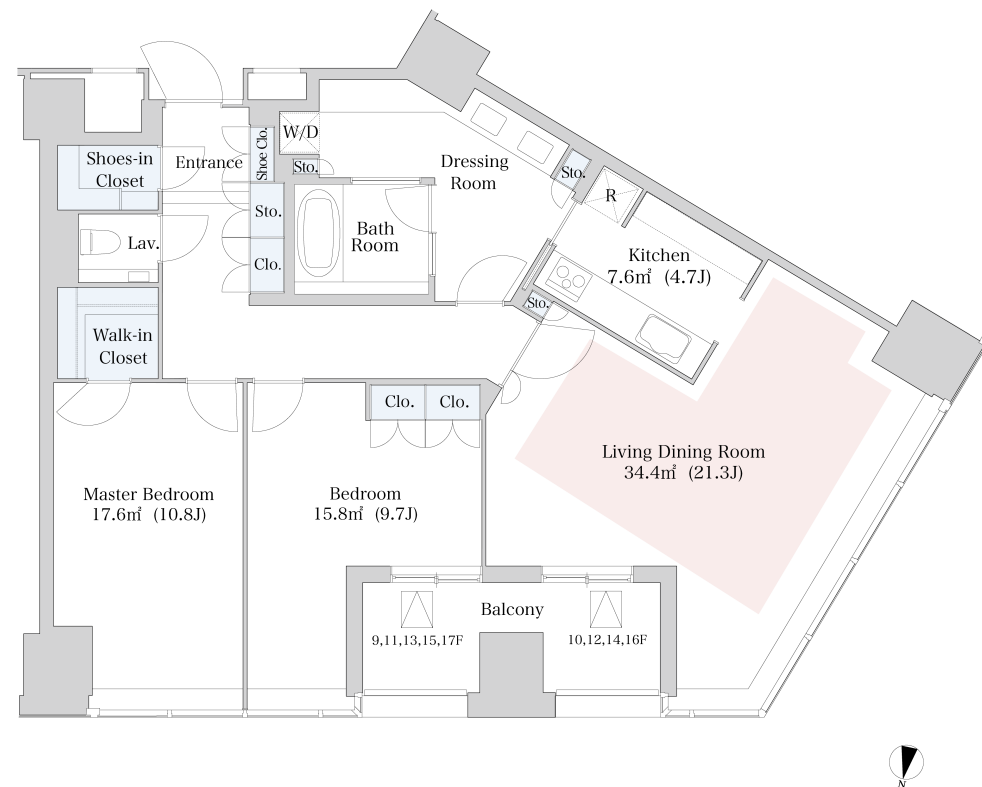 Shoes-in
Closet
Entrance
Shoe Clo.
W/D
Sto.
Dressing
Room
Sto.
R
Sto.
Lav.
Bath
Room
Kitchen
7.6㎡ (4.7J)
Clo.
Sto.
Walk-in
Closet
Clo.
Clo.
Living Dining Room
34.4㎡ (21.3J)
Master Bedroom
17.6㎡ (10.8J)
Bedroom
15.8㎡ (9.7J)
Balcony
9,11,13,15,17F
10,12,14,16F
N